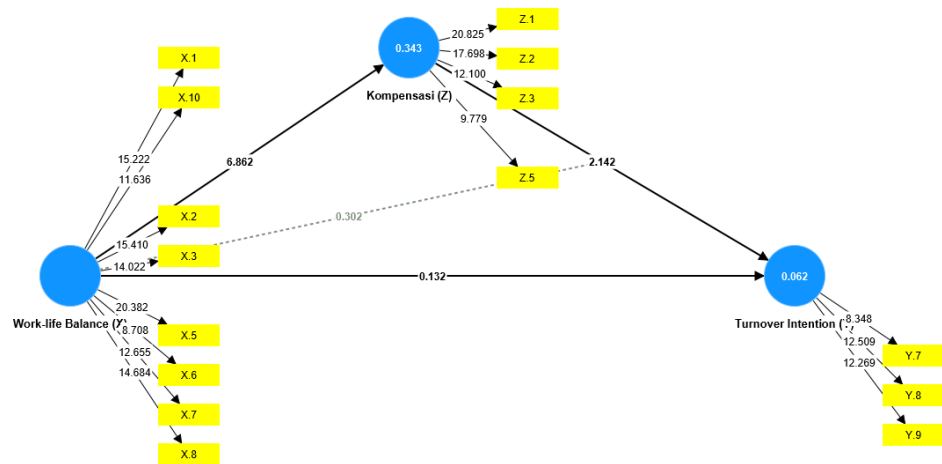 Z.1
20.825
0.343
17.698
Z.2
X.1
12.100
Kompensasi (Z)
Z.3
X.10
9.779
15.222
2.142
6.862
11.636
Z.5
X.2
0.302
15.410
X.3
14.022
0.132
0.062
20.382
Work-life Balance (X)
8.708
X.5
Turnover Intention (
8.348
12.655
12.509
Y.7
14.684
X.6
12.269
Y.8
X.7
Y.9
X.8